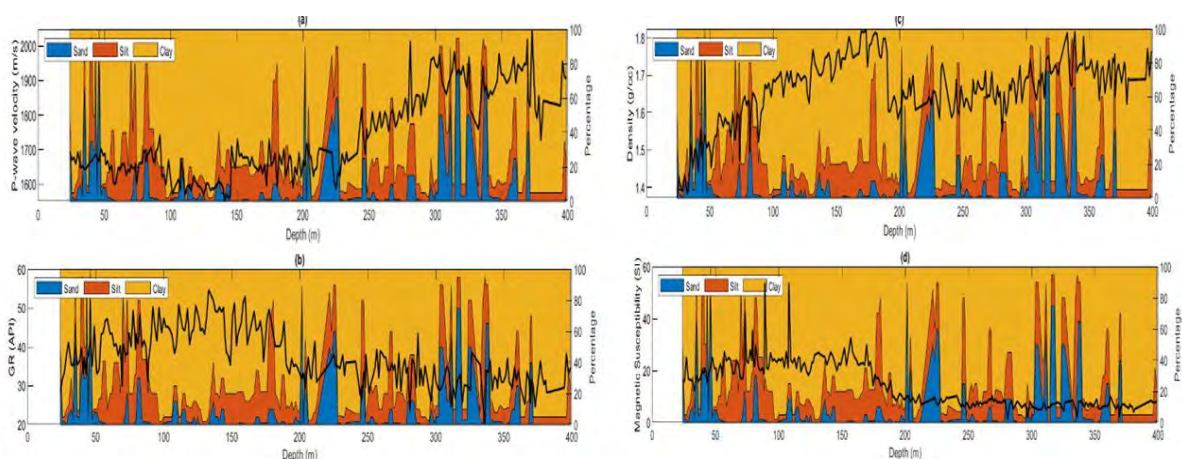 (a)
P-wave velocity (m/s)
2000
1900
1800
1700
1600
Sand Silt Clay
100
80
60
40
20
0
Percentage
0 50 100 150 200 250 300 350 400
Depth (m)
(c)
Density (g/cc)
1.8
1.7
1.6
1.5
1.4
Sand Silt Clay
100
80
60
40
20
0
Percentage
0 50 100 150 200 250 300 350 400
Depth (m)
(b)
GR (API)
60
50
40
30
20
Sand Silt Clay
100
80
60
40
20
0
Percentage
0 50 100 150 200 250 300 350 400
Depth (m)
(d)
Magnetic Susceptibility (SI)
60
40
20
0
Sand Silt Clay
100
80
60
40
20
0
Percentage
0 50 100 150 200 250 300 350 400
Depth (m)